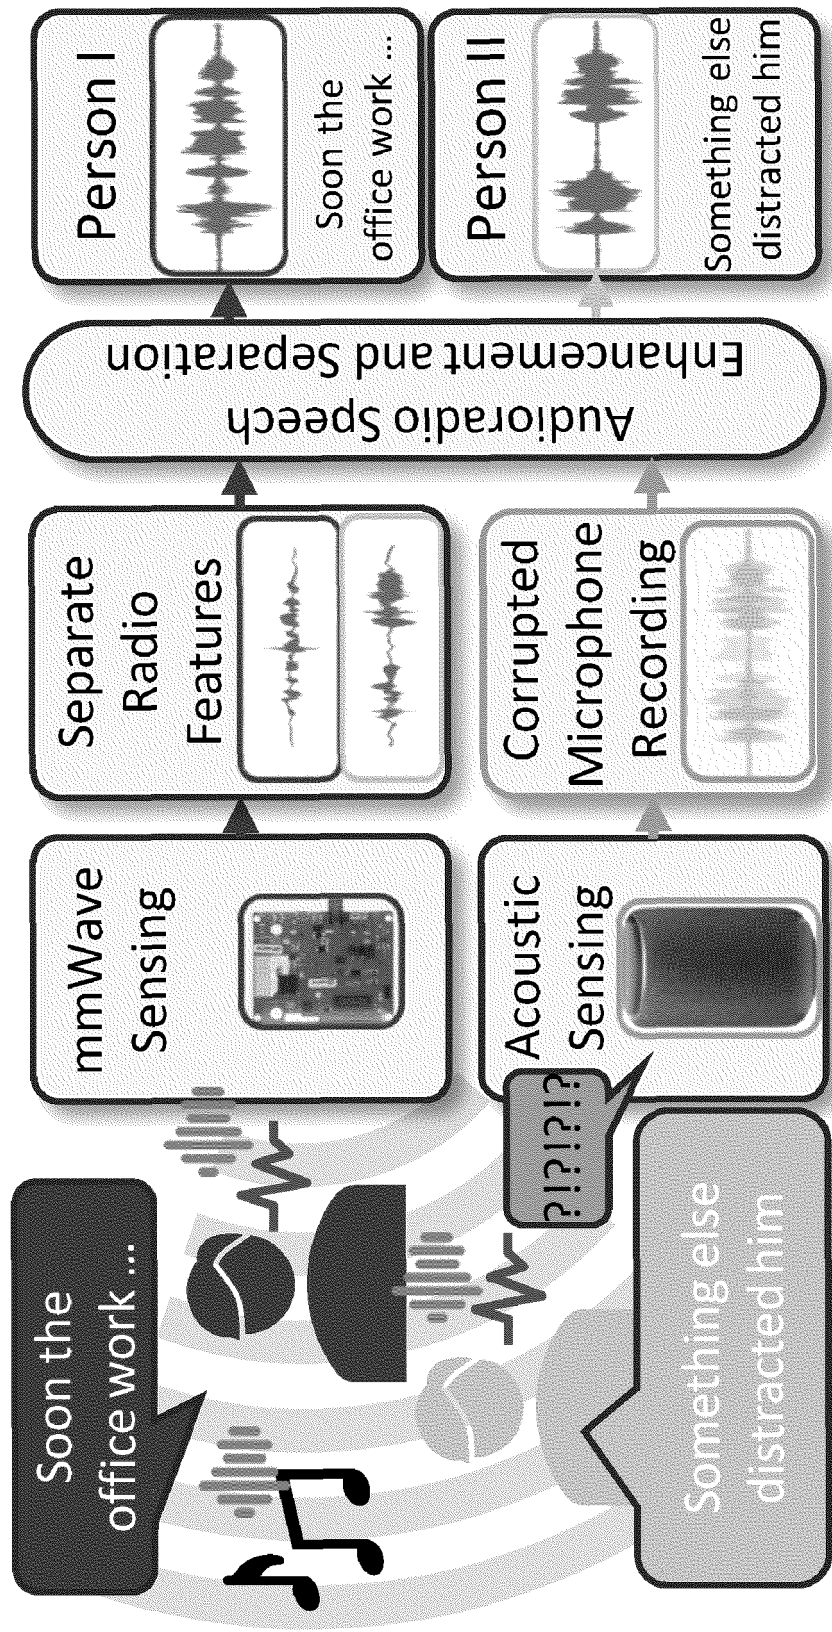 Soon the
office work ...
Something else
distracted him
?!?!?!?
mmWave
Sensing
Acoustic
Sensing
Separate
Radio
Features
Corrupted
Microphone
Recording
Audioradio Speech
Enhancement and Separation
Person I
Soon the
office work ...
Person II
Something else
distracted him